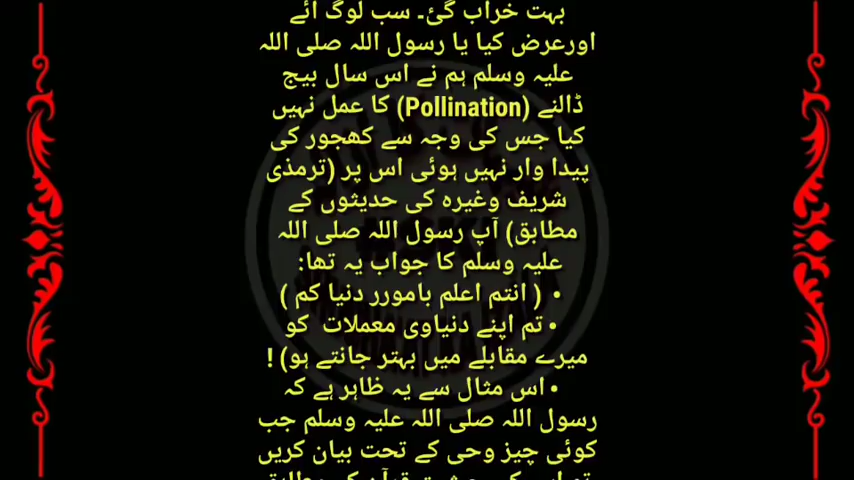 بہت خراب گئ۔ سب لوگ ائے
اورعرض کیا یا رسول اللہ صلی اللہ
علیہ وسلم ہم نے اس سال بیج
ڈالنے (Pollination) کا عمل نہیں
کیا جس کی وجہ سے کھجور کی
پیدا وار نہیں ہوئی اس پر (ترمذی
شریف وغیرہ کی حدیثوں کے
مطابق) آپ رسول اللہ صلی اللہ
علیہ وسلم کا جواب یہ تھا:
• ( انتم اعلم بامورر دنیا کم )
• تم اپنے دنیاوی معملات کو
میرے مقابلے میں بہتر جانتے ہو) !
• اس مثال سے یہ ظاہر ہے کہ
رسول اللہ صلی اللہ علیہ وسلم جب
کوئی چیز وحی کے تحت بیان کریں